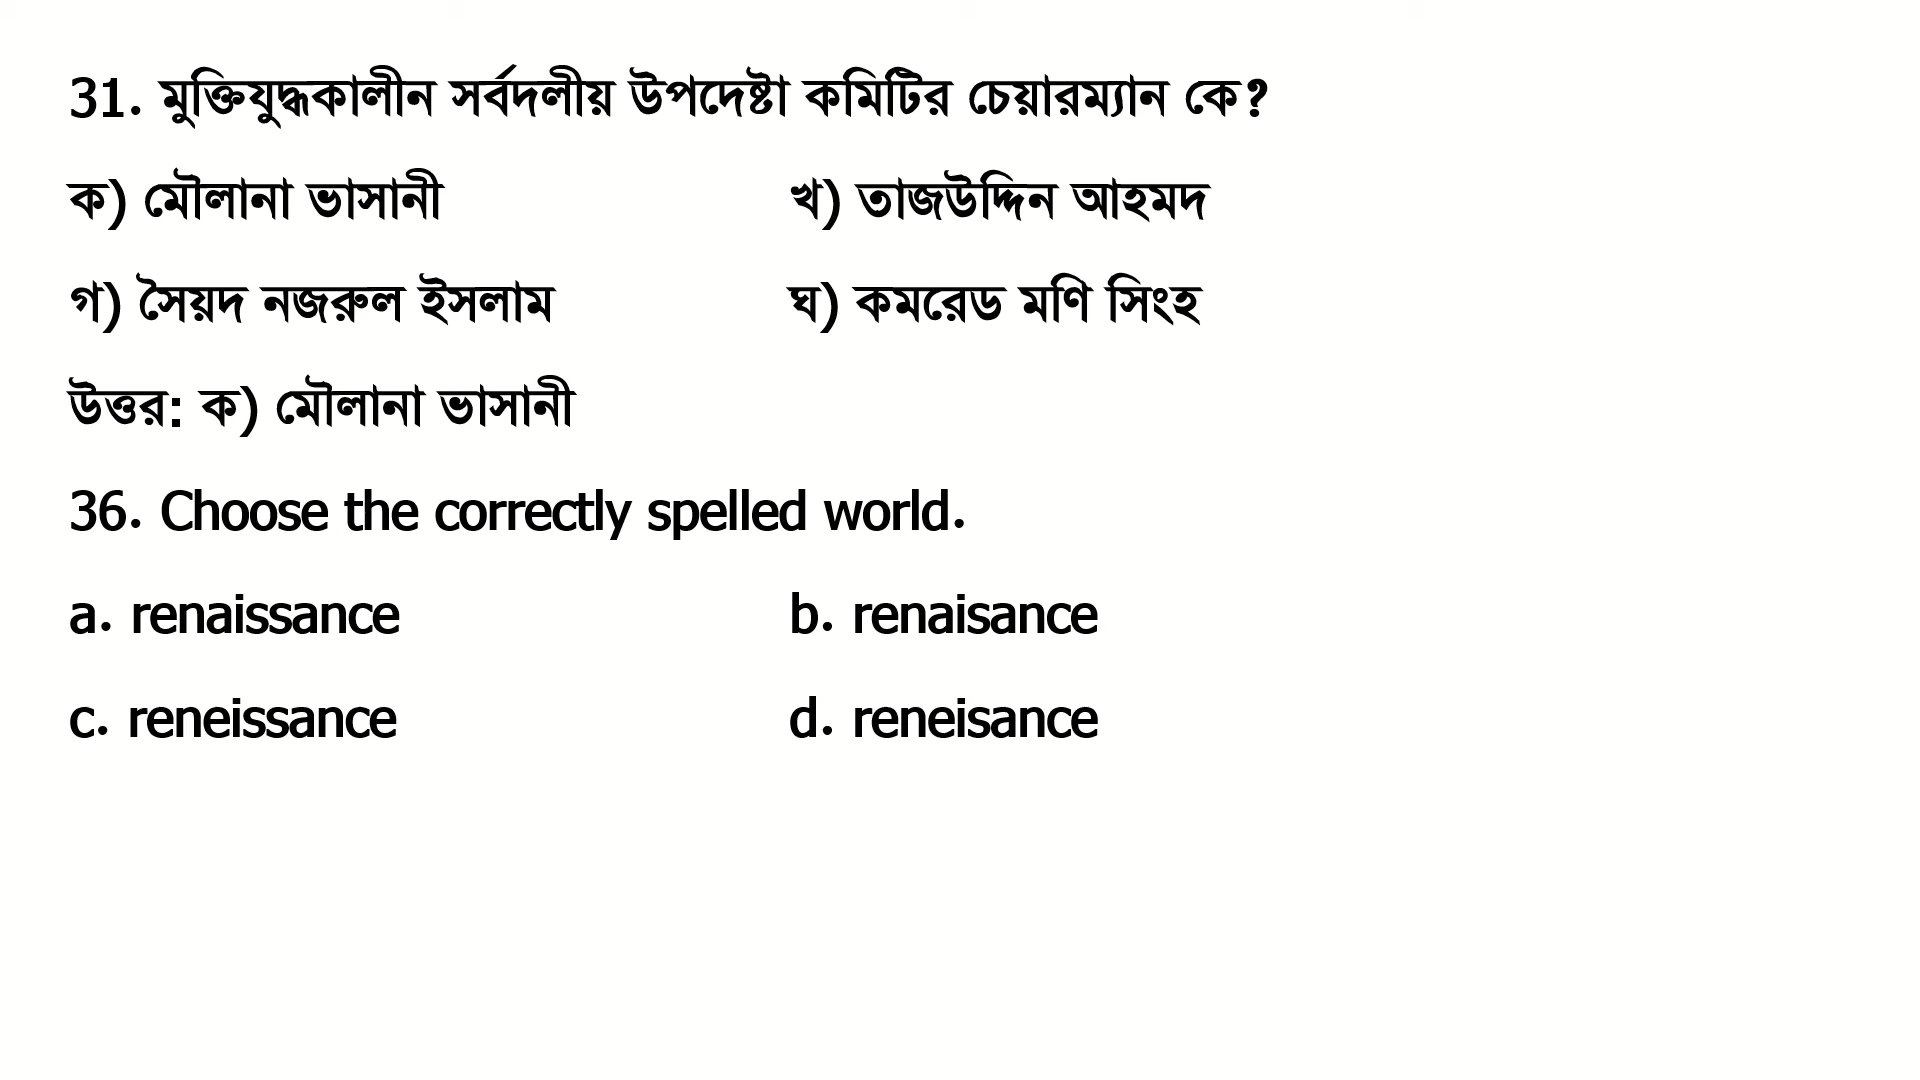 31. মুক্তিযুদ্ধকালীন সর্বদলীয় উপদেষ্টা কমিটির চেয়ারম্যান কে?
ক) মৌলানা ভাসানী খ) তাজউদ্দিন আহমদ
গ) সৈয়দ নজরুল ইসলাম ঘ) কমরেড মণি সিংহ
উত্তর: ক) মৌলানা ভাসানী
36. Choose the correctly spelled world.
a. renaissance b. renaisance
c. reneissance d. reneisance